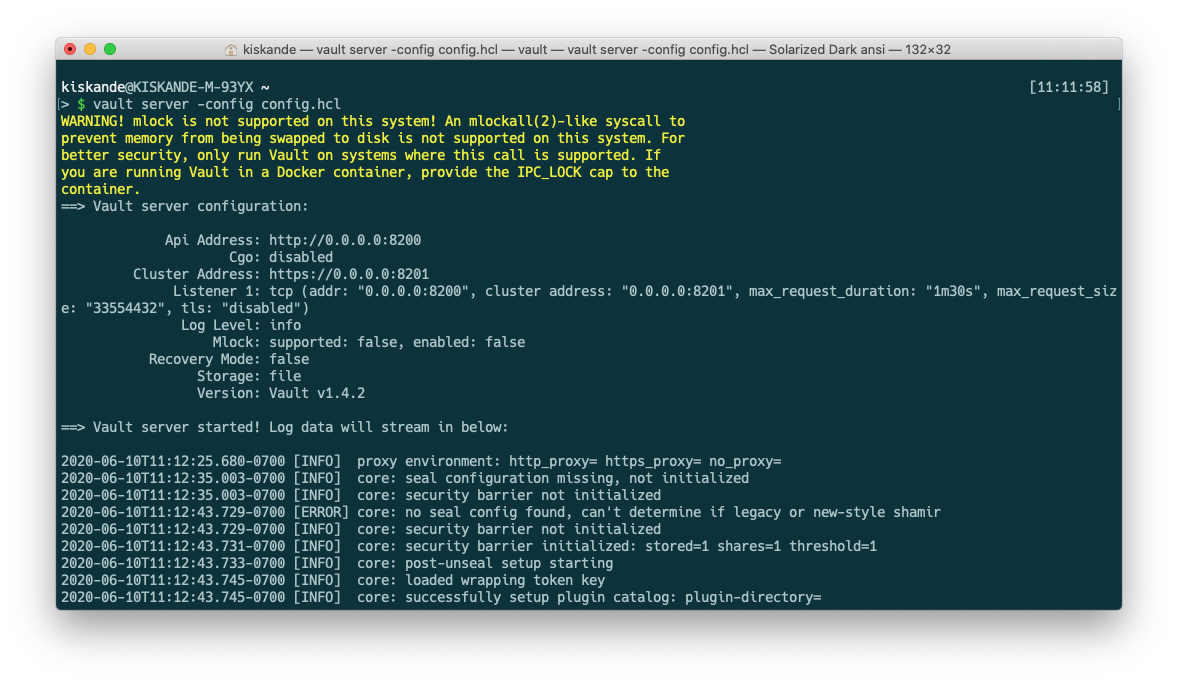 kiskande — vault server -config config.hcl — vault — vault server -config config.hcl — Solarized Dark ansi — 132×32
kiskande@KISKANDE-M-93YX ~ [11:11:58]
[> $ vault server -config config.hcl ]
WARNING! mlock is not supported on this system! An mlockall(2)-like syscall to
prevent memory from being swapped to disk is not supported on this system. For
better security, only run Vault on systems where this call is supported. If
you are running Vault in a Docker container, provide the IPC_LOCK cap to the
container.
==> Vault server configuration:
Api Address: http://0.0.0.0:8200
Cgo: disabled
Cluster Address: https://0.0.0.0:8201
Listener 1: tcp (addr: "0.0.0.0:8200", cluster address: "0.0.0.0:8201", max_request_duration: "1m30s", max_request_siz
e: "33554432", tls: "disabled")
Log Level: info
Mlock: supported: false, enabled: false
Recovery Mode: false
Storage: file
Version: Vault v1.4.2
==> Vault server started! Log data will stream in below:
2020-06-10T11:12:25.680-0700 [INFO]  proxy environment: http_proxy= https_proxy= no_proxy=
2020-06-10T11:12:35.003-0700 [INFO]  core: seal configuration missing, not initialized
2020-06-10T11:12:35.003-0700 [INFO]  core: security barrier not initialized
2020-06-10T11:12:43.729-0700 [ERROR] core: no seal config found, can't determine if legacy or new-style shamir
2020-06-10T11:12:43.729-0700 [INFO]  core: security barrier not initialized
2020-06-10T11:12:43.731-0700 [INFO]  core: security barrier initialized: stored=1 shares=1 threshold=1
2020-06-10T11:12:43.733-0700 [INFO]  core: post-unseal setup starting
2020-06-10T11:12:43.745-0700 [INFO]  core: loaded wrapping token key
2020-06-10T11:12:43.745-0700 [INFO]  core: successfully setup plugin catalog: plugin-directory=